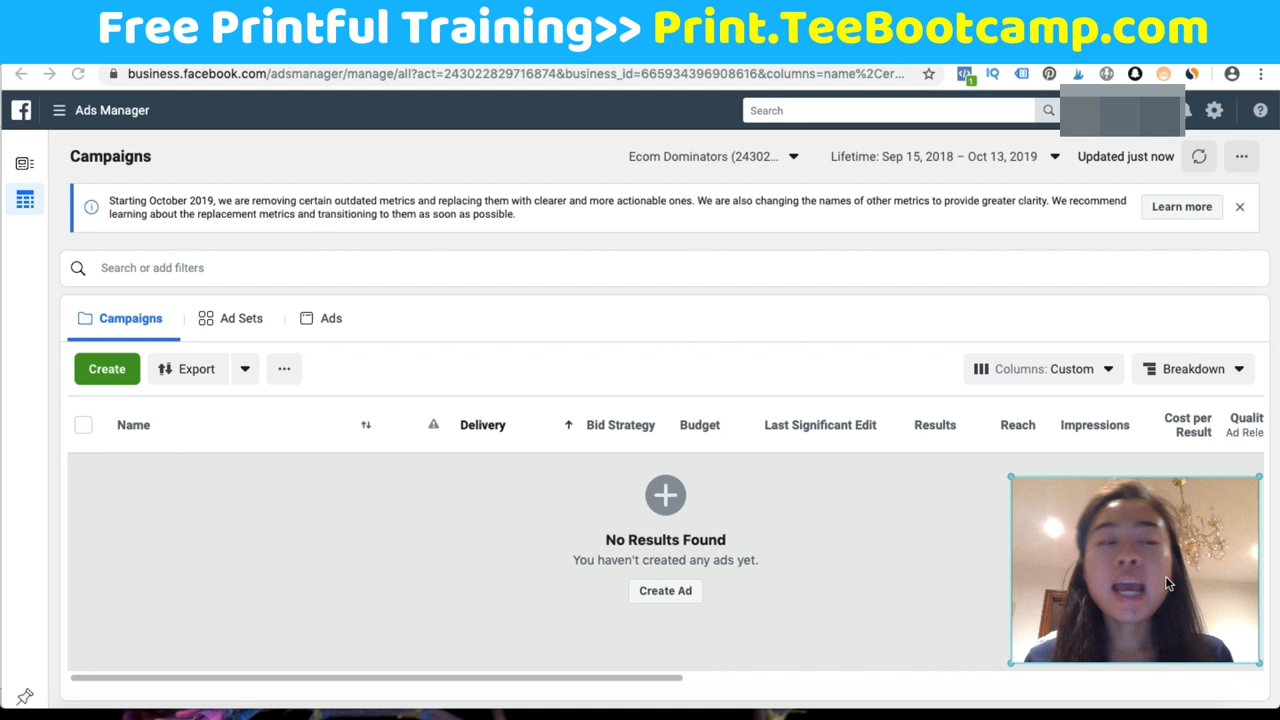 Free Printful Training>> Print.TeeBootcamp.com
business.facebook.com/adsmanager/manage/all?act=243022829716874&business_id=665934396908616&columns=name%2Cer...
IQ
1
Ads Manager
Search
Campaigns
Ecom Dominators (24302...
Lifetime: Sep 15, 2018 – Oct 13, 2019
Updated just now
Starting October 2019, we are removing certain outdated metrics and replacing them with clearer and more actionable ones. We are also changing the names of other metrics to provide greater clarity. We recommend
learning about the replacement metrics and transitioning to them as soon as possible.
Learn more
Search or add filters
Campaigns
Ad Sets
Ads
Create
Export
Columns: Custom
Breakdown
Name
Delivery
Bid Strategy
Budget
Last Significant Edit
Results
Reach
Impressions
Cost per
Result
Qualit
Ad Rele
No Results Found
You haven't created any ads yet.
Create Ad